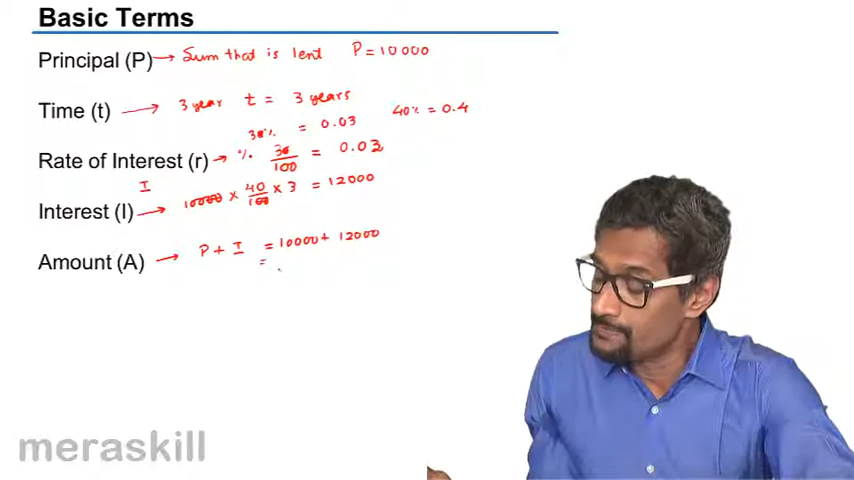 Basic Terms
Principal (P) → Sum that is lent P = 10000
Time (t) → 3 year t = 3 years
40% = 0.4
30% = 0.03
Rate of Interest (r) → % 30/100 = 0.03
I
Interest (I) → 10000 × 40/100 × 3 = 12000
Amount (A) → P + I = 10000 + 12000
=
meraskill